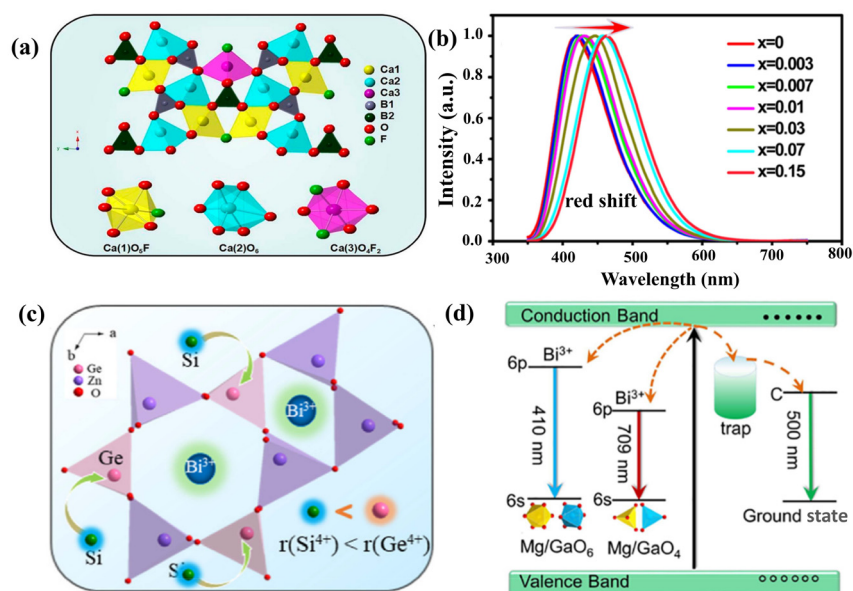 (a)
Ca1
Ca2
Ca3
B1
B2
O
F
x
y
Ca(1)O₅F
Ca(2)O₆
Ca(3)O₄F₂
(b)
Intensity (a.u.)
1.0
0.8
0.6
0.4
0.2
0.0
red shift
x=0
x=0.003
x=0.007
x=0.01
x=0.03
x=0.07
x=0.15
300 400 500 600 700 800
Wavelength (nm)
(c)
a
b
Ge
Zn
O
Si
Bi³⁺
Bi³⁺
Ge
Si
Si
<
r(Si⁴⁺) < r(Ge⁴⁺)
(d)
Conduction Band
6p Bi³⁺
410 nm
6s
Mg/GaO₆
Bi³⁺
6p
709 nm
6s
Mg/GaO₄
trap
C
500 nm
Ground state
Valence Band